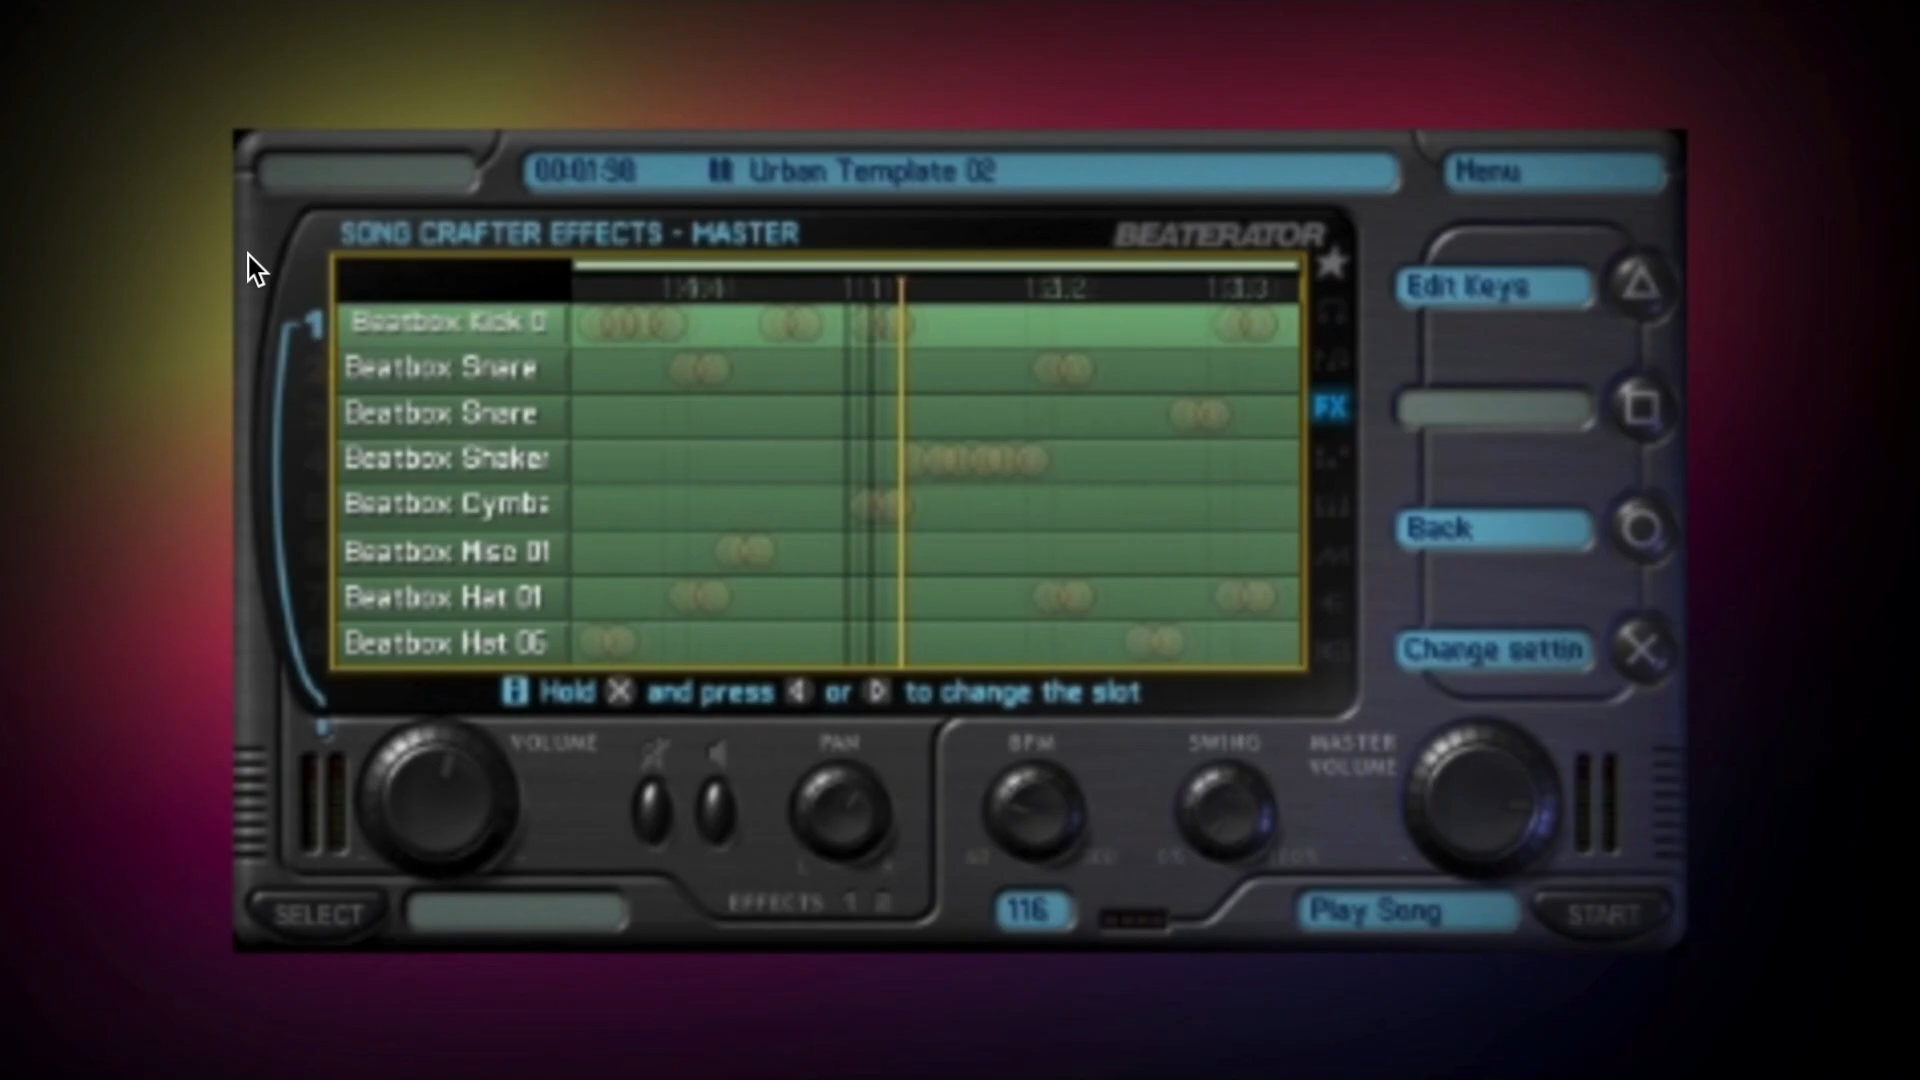 00:01:98 Urban Template 02
Menu
SONG CRAFTER EFFECTS - MASTER
BEATERATOR
Edit Keys
1
Beatbox Kick 0
Beatbox Snare
Beatbox Snare
FX
Beatbox Shaker
Beatbox Cymb
Back
Beatbox Misc 01
Beatbox Hat 01
Beatbox Hat 06
Change settin
Hold X and press or to change the slot
VOLUME
PAN
BPM
SWING
MASTER
VOLUME
L
EFFECTS 1 2
116
SELECT
Play Song
START